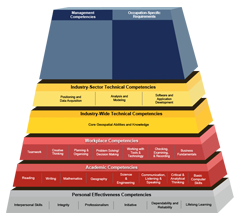 Management
Competencies
Occupation-Specific
Requirements
Industry-Sector Technical Competencies
Positioning and
Data Acquisition
Analysis and
Modeling
Software and
Application
Development
Industry-Wide Technical Competencies
Core Geospatial Abilities and Knowledge
Workplace Competencies
Teamwork
Creative
Thinking
Planning &
Organizing
Problem Solving &
Decision Making
Working with
Tools &
Technology
Checking,
Examining &
Recording
Business
Fundamentals
Academic Competencies
Reading
Writing
Mathematics
Geography
Science &
Engineering
Communication
Listening &
Speaking
Critical &
Analytical
Thinking
Basic
Computer
Skills
Personal Effectiveness Competencies
Interpersonal Skills
Integrity
Professionalism
Initiative
Dependability and
Reliability
Lifelong Learning